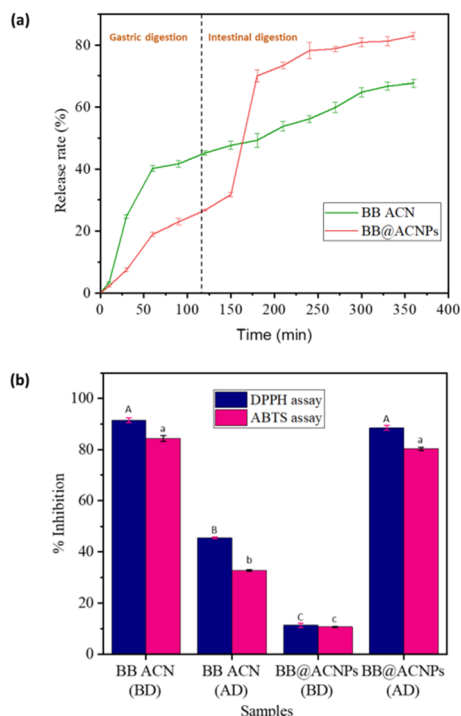 (a)
Gastric digestion
Intestinal digestion
80
60
40
20
0
Release rate (%)
BB ACN
BB@ACNPs
0
50
100
150
200
250
300
350
400
Time (min)
(b)
100
80
60
40
20
0
% Inhibition
DPPH assay
ABTS assay
A
a
B
b
C
c
A
a
BB ACN
(BD)
BB ACN
(AD)
BB@ACNPs
(BD)
BB@ACNPs
(AD)
Samples